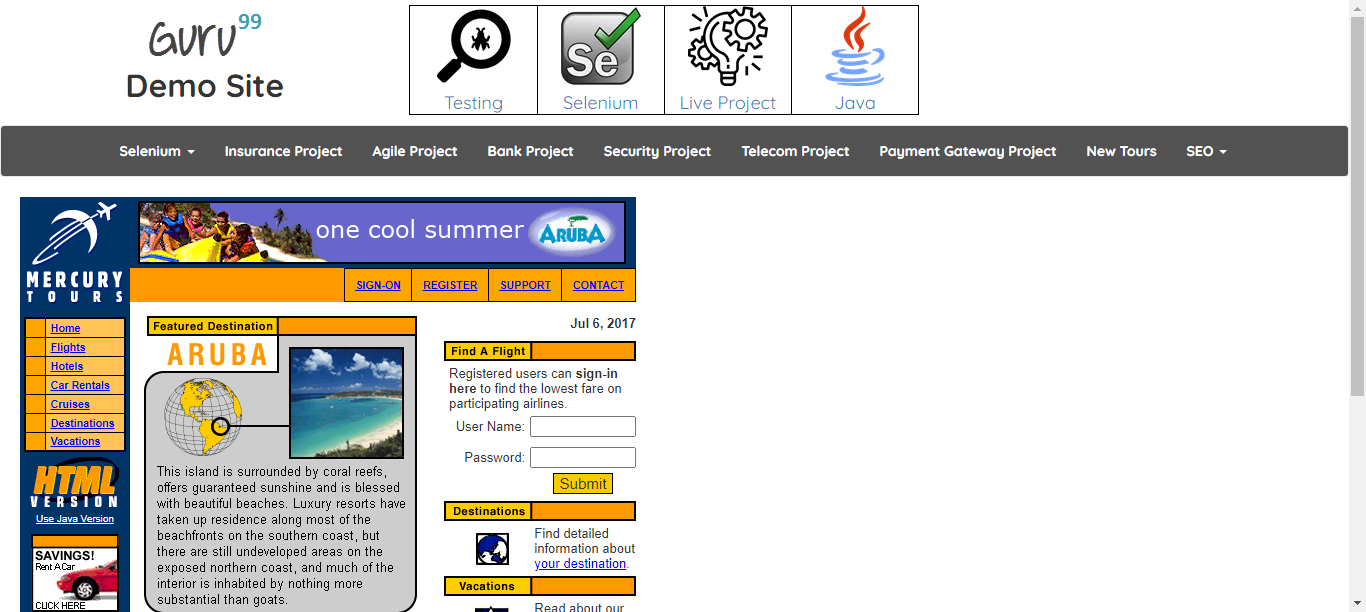 Guru99
Demo Site
Testing
Selenium
Live Project
Java
Selenium
Insurance Project
Agile Project
Bank Project
Security Project
Telecom Project
Payment Gateway Project
New Tours
SEO
MERCURY
TOURS
one cool summer
ARUBA
SIGN-ON
REGISTER
SUPPORT
CONTACT
Home
Flights
Hotels
Car Rentals
Cruises
Destinations
Vacations
HTML
VERSION
Use Java Version
SAVINGS!
Rent A Car
CLICK HERE
Featured Destination
ARUBA
This island is surrounded by coral reefs,
offers guaranteed sunshine and is blessed
with beautiful beaches. Luxury resorts have
taken up residence along most of the
beachfronts on the southern coast, but
there are still undeveloped areas on the
exposed northern coast, and much of the
interior is inhabited by nothing more
substantial than goats.
Jul 6, 2017
Find A Flight
Registered users can sign-in
here to find the lowest fare on
participating airlines.
User Name:
Password:
Submit
Destinations
Find detailed
information about
your destination.
Vacations
Read about our